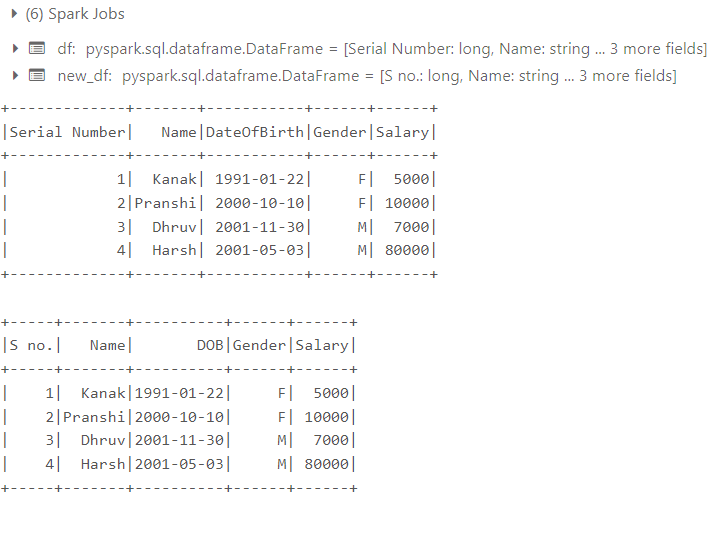 (6) Spark Jobs
df: pyspark.sql.dataframe.DataFrame = [Serial Number: long, Name: string ... 3 more fields]
new_df: pyspark.sql.dataframe.DataFrame = [S no.: long, Name: string ... 3 more fields]
+-------------+-------+-----------+------+------+
|Serial Number|   Name|DateOfBirth|Gender|Salary|
+-------------+-------+-----------+------+------+
|            1|  Kanak| 1991-01-22|     F|  5000|
|            2|Pranshi| 2000-10-10|     F| 10000|
|            3|  Dhruv| 2001-11-30|     M|  7000|
|            4|  Harsh| 2001-05-03|     M| 80000|
+-------------+-------+-----------+------+------+
+-----+-------+----------+------+------+
|S no.|   Name|       DOB|Gender|Salary|
+-----+-------+----------+------+------+
|    1|  Kanak|1991-01-22|     F|  5000|
|    2|Pranshi|2000-10-10|     F| 10000|
|    3|  Dhruv|2001-11-30|     M|  7000|
|    4|  Harsh|2001-05-03|     M| 80000|
+-----+-------+----------+------+------+